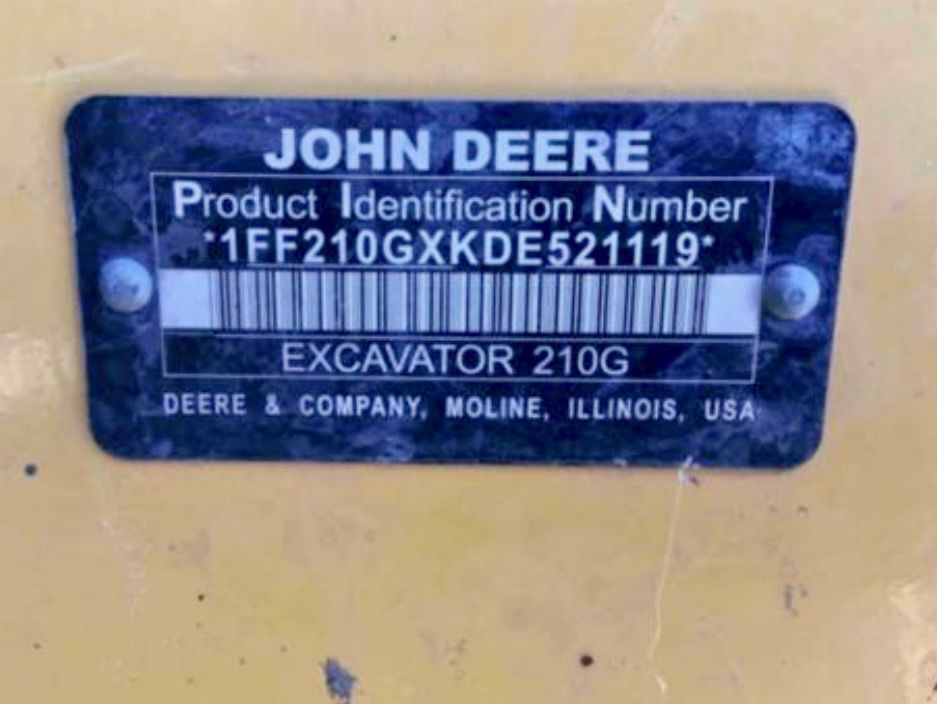 JOHN DEERE
Product Identification Number
*1FF210GXKDE521119*
EXCAVATOR 210G
DEERE & COMPANY, MOLINE, ILLINOIS, USA